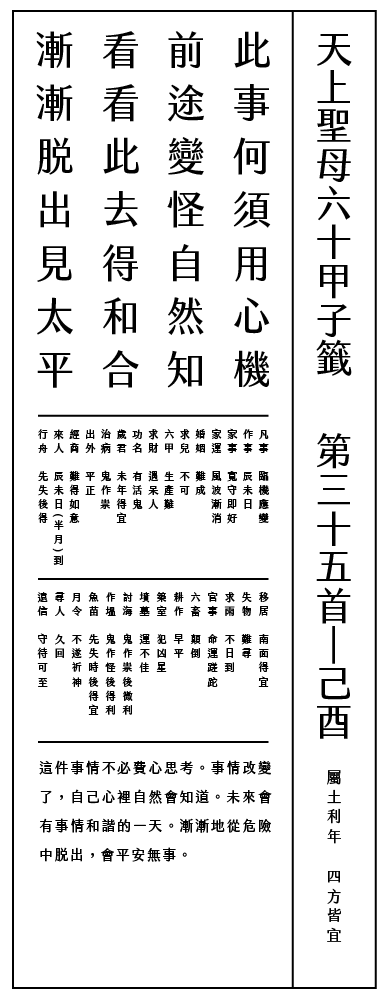 天上聖母六十甲子籤　第三十五首—己酉
屬土利年　四方皆宜
此事何須用心機
前途變怪自然知
看看此去得和合
漸漸脱出見太平
凡事　臨機應變
作事　辰未日
家事　寬守即好
家運　風波漸消
婚姻　難成
求兒　不可
六甲　生產難
求財　遇呆人
功名　有活鬼
歲君　未年得宜
治病　鬼作祟
出外　平正
經商　難得如意
來人　辰未日(半月)到
行舟　先失後得
移居　南面得宜
失物　難尋
求雨　不日到
官事　命運蹉跎
六畜　顛倒
耕作　早平
築室　犯凶星
墳墓　運不佳
討海　鬼作祟後微利
作塭　鬼作怪後得利
魚苗　先失時後得宜
月令　不遂祈神
尋人　久回
遠信　守待可至
這件事情不必費心思考。事情改變
了，自己心裡自然會知道。未來會
有事情和諧的一天。漸漸地從危險
中脱出，會平安無事。